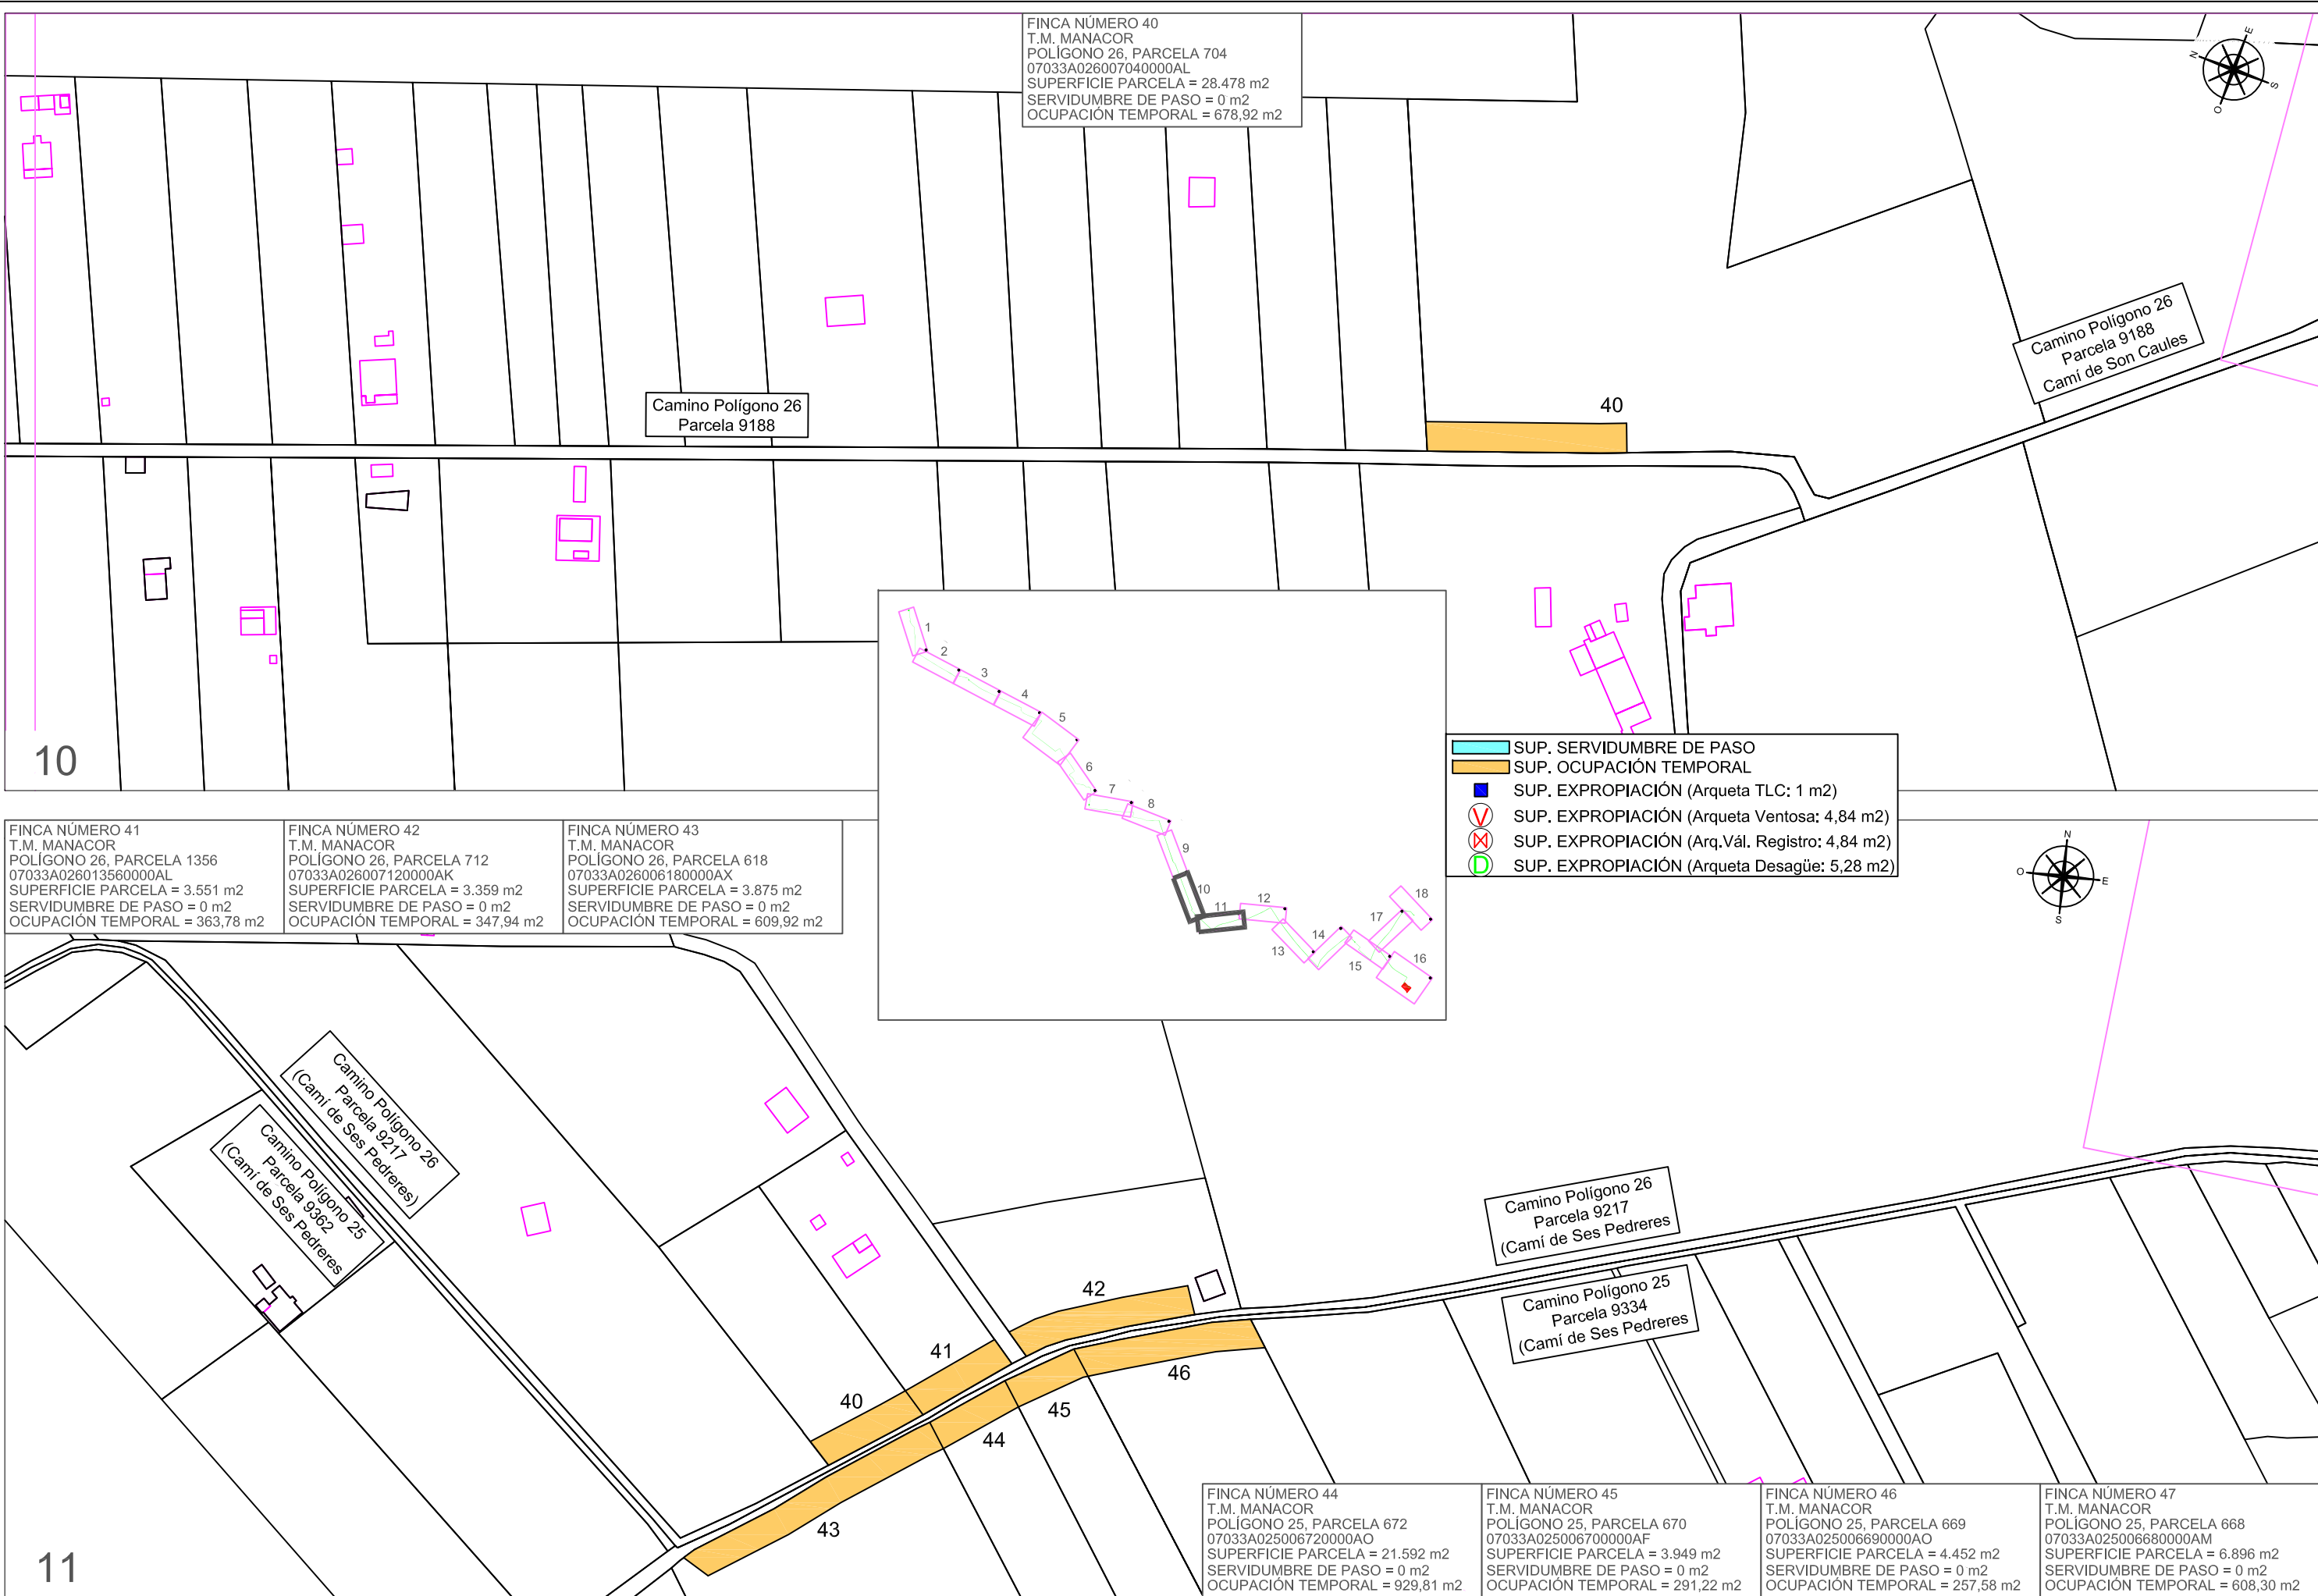 FINCA NÚMERO 40
T.M. MANACOR
POLÍGONO 26, PARCELA 704
07033A026007040000AL
SUPERFICIE PARCELA = 28.478 m2
SERVIDUMBRE DE PASO = 0 m2
OCUPACIÓN TEMPORAL = 678,92 m2
N
E
S
O
Camino Polígono 26
Parcela 9188
Camí de Son Caules
Camino Polígono 26
Parcela 9188
40
10
1
2
3
4
5
6
7
8
9
10
11
12
13
14
15
16
17
18
SUP. SERVIDUMBRE DE PASO
SUP. OCUPACIÓN TEMPORAL
SUP. EXPROPIACIÓN (Arqueta TLC: 1 m2)
V SUP. EXPROPIACIÓN (Arqueta Ventosa: 4,84 m2)
SUP. EXPROPIACIÓN (Arq.Vál. Registro: 4,84 m2)
D SUP. EXPROPIACIÓN (Arqueta Desagüe: 5,28 m2)
FINCA NÚMERO 41
T.M. MANACOR
POLÍGONO 26, PARCELA 1356
07033A026013560000AL
SUPERFICIE PARCELA = 3.551 m2
SERVIDUMBRE DE PASO = 0 m2
OCUPACIÓN TEMPORAL = 363,78 m2
FINCA NÚMERO 42
T.M. MANACOR
POLÍGONO 26, PARCELA 712
07033A026007120000AK
SUPERFICIE PARCELA = 3.359 m2
SERVIDUMBRE DE PASO = 0 m2
OCUPACIÓN TEMPORAL = 347,94 m2
FINCA NÚMERO 43
T.M. MANACOR
POLÍGONO 26, PARCELA 618
07033A026006180000AX
SUPERFICIE PARCELA = 3.875 m2
SERVIDUMBRE DE PASO = 0 m2
OCUPACIÓN TEMPORAL = 609,92 m2
N
O
E
S
Camino Polígono 26
Parcela 9217
(Camí de Ses Pedreres)
Camino Polígono 25
Parcela 9362
(Camí de Ses Pedreres
Camino Polígono 26
Parcela 9217
(Camí de Ses Pedreres
Camino Polígono 25
Parcela 9334
(Camí de Ses Pedreres
42
41
46
40
45
44
43
11
FINCA NÚMERO 44
T.M. MANACOR
POLÍGONO 25, PARCELA 672
07033A025006720000AO
SUPERFICIE PARCELA = 21.592 m2
SERVIDUMBRE DE PASO = 0 m2
OCUPACIÓN TEMPORAL = 929,81 m2
FINCA NÚMERO 45
T.M. MANACOR
POLÍGONO 25, PARCELA 670
07033A025006700000AF
SUPERFICIE PARCELA = 3.949 m2
SERVIDUMBRE DE PASO = 0 m2
OCUPACIÓN TEMPORAL = 291,22 m2
FINCA NÚMERO 46
T.M. MANACOR
POLÍGONO 25, PARCELA 669
07033A025006690000AO
SUPERFICIE PARCELA = 4.452 m2
SERVIDUMBRE DE PASO = 0 m2
OCUPACIÓN TEMPORAL = 257,58 m2
FINCA NÚMERO 47
T.M. MANACOR
POLÍGONO 25, PARCELA 668
07033A025006680000AM
SUPERFICIE PARCELA = 6.896 m2
SERVIDUMBRE DE PASO = 0 m2
OCUPACIÓN TEMPORAL = 608,30 m2